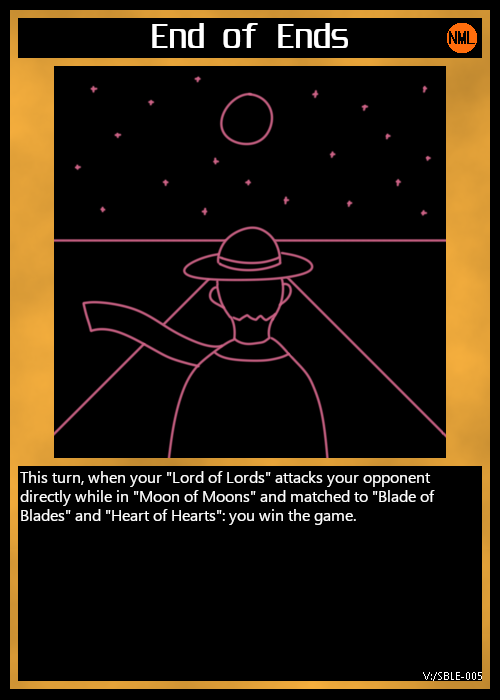 End of Ends
NML
This turn, when your "Lord of Lords" attacks your opponent
directly while in "Moon of Moons" and matched to "Blade of
Blades" and "Heart of Hearts": you win the game.
V:/SBLE-005